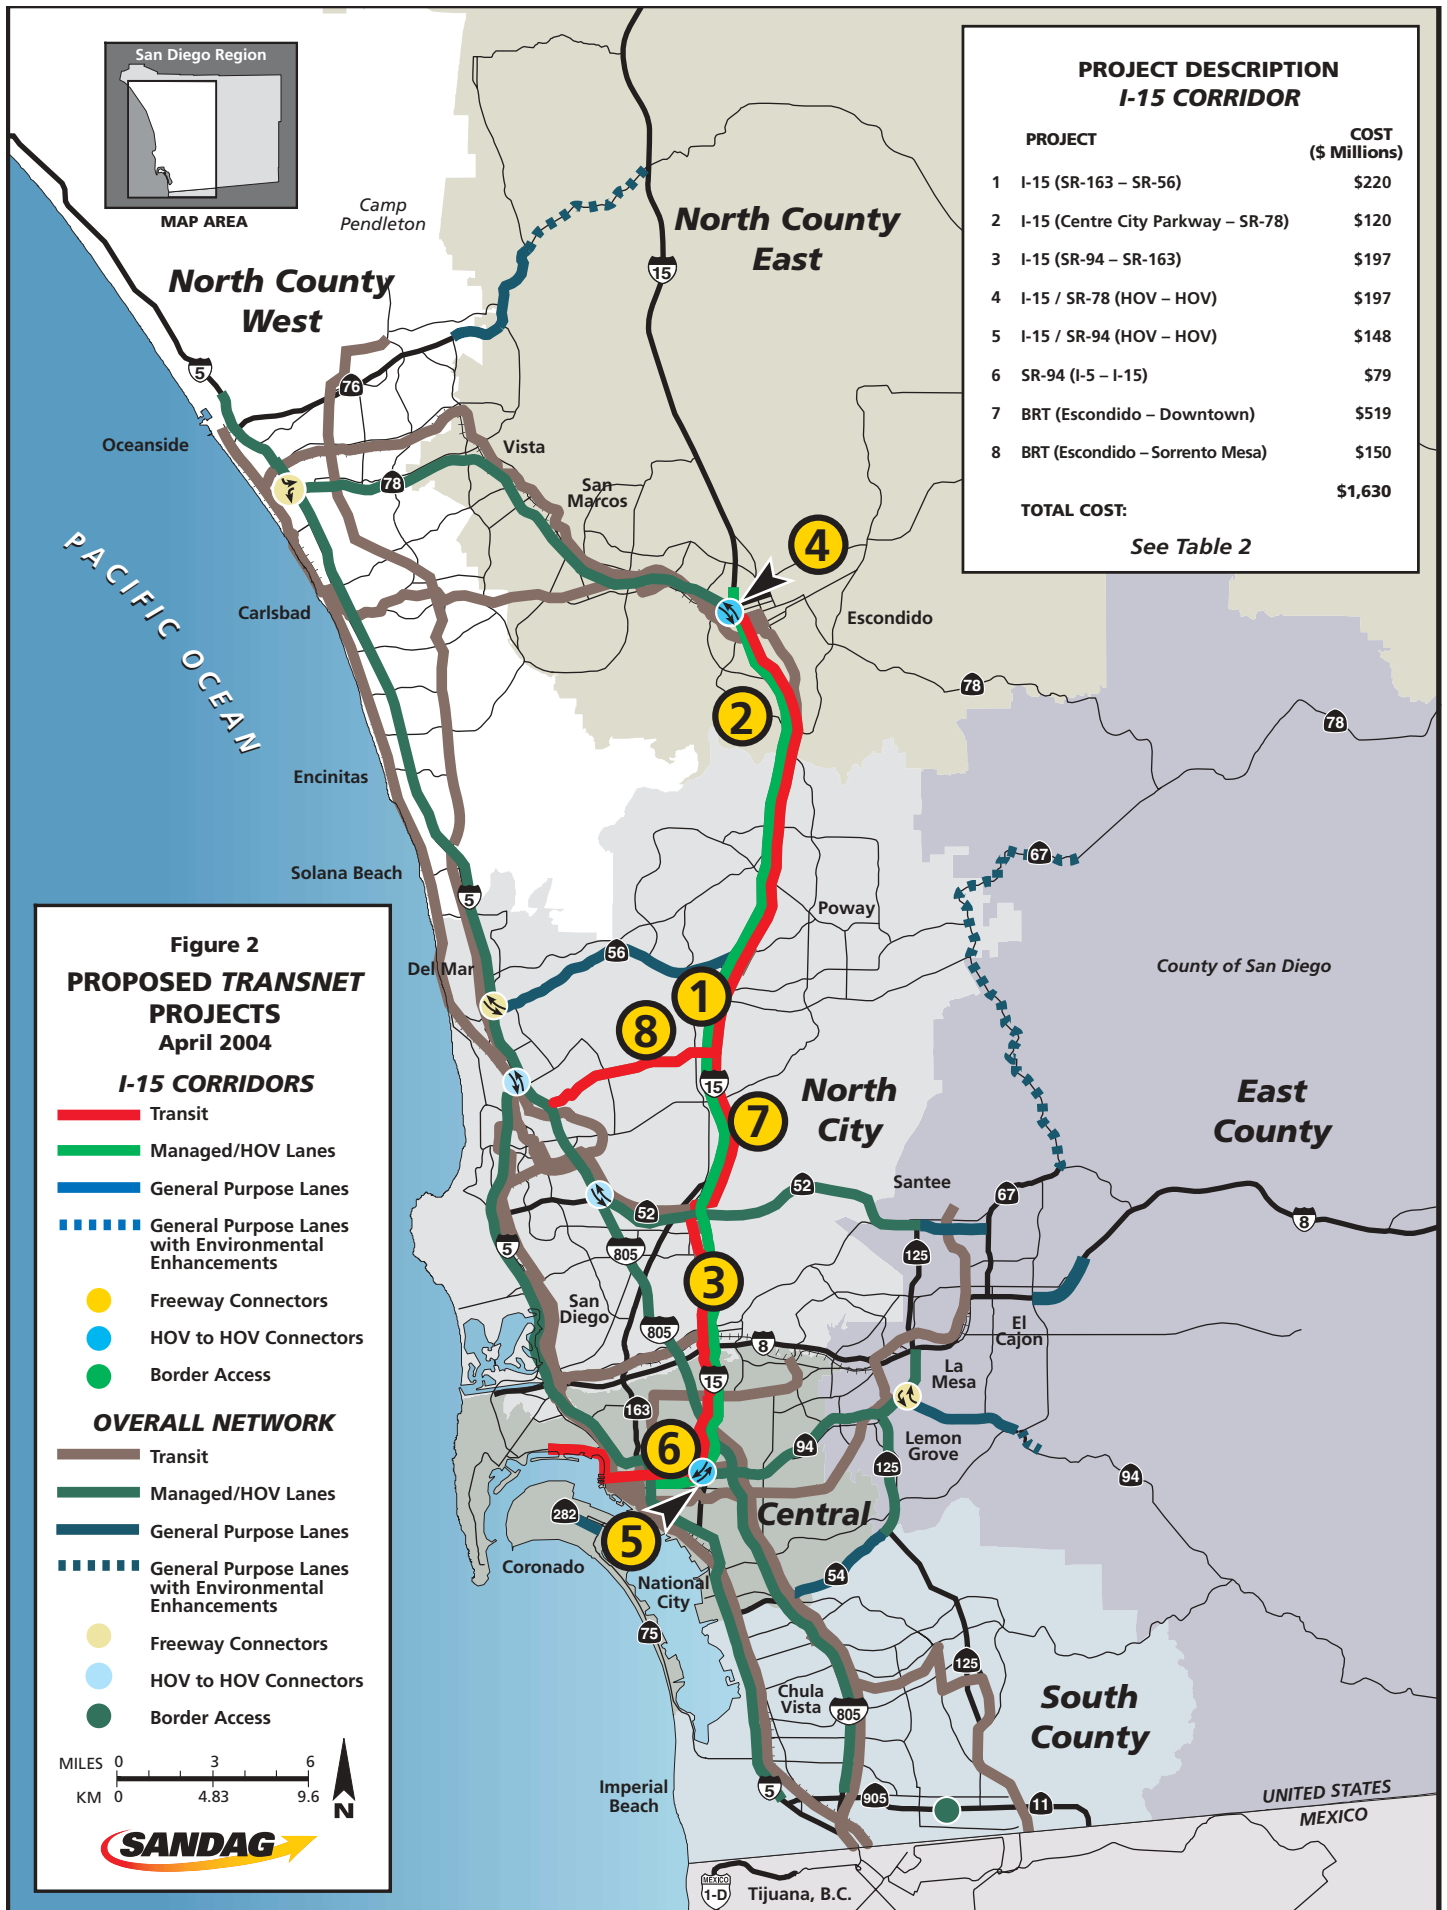 San Diego Region
MAP AREA
PROJECT DESCRIPTION
I-15 CORRIDOR
PROJECT COST
($ Millions)
1 I-15 (SR-163 – SR-56) $220
2 I-15 (Centre City Parkway – SR-78) $120
3 I-15 (SR-94 – SR-163) $197
4 I-15 / SR-78 (HOV – HOV) $197
5 I-15 / SR-94 (HOV – HOV) $148
6 SR-94 (I-5 – I-15) $79
7 BRT (Escondido – Downtown) $519
8 BRT (Escondido – Sorrento Mesa) $150
$1,630
TOTAL COST:
See Table 2
Camp
Pendleton
North County
West
North County
East
15
5
76
Oceanside
Vista
78
San
Marcos
4
PACIFIC OCEAN
Carlsbad
Escondido
78
2
78
Encinitas
67
Solana Beach
5
Poway
56
Del Mar
County of San Diego
1
8
15
North
City
East
County
7
52
Santee
67
52
5
805
125
8
3
San
Diego
805
8
El
Cajon
La
Mesa
15
163
6
94
Lemon
Grove
125
94
282
Central
5
Coronado
National
City
54
75
125
Chula
Vista
805
South
County
Imperial
Beach
5
905
11
UNITED STATES
MEXICO
MEXICO
1-D
Tijuana, B.C.
Figure 2
PROPOSED TRANSNET
PROJECTS
April 2004
I-15 CORRIDORS
Transit
Managed/HOV Lanes
General Purpose Lanes
General Purpose Lanes
with Environmental
Enhancements
Freeway Connectors
HOV to HOV Connectors
Border Access
OVERALL NETWORK
Transit
Managed/HOV Lanes
General Purpose Lanes
General Purpose Lanes
with Environmental
Enhancements
Freeway Connectors
HOV to HOV Connectors
Border Access
MILES 0 3 6
KM 0 4.83 9.6
N
SANDAG